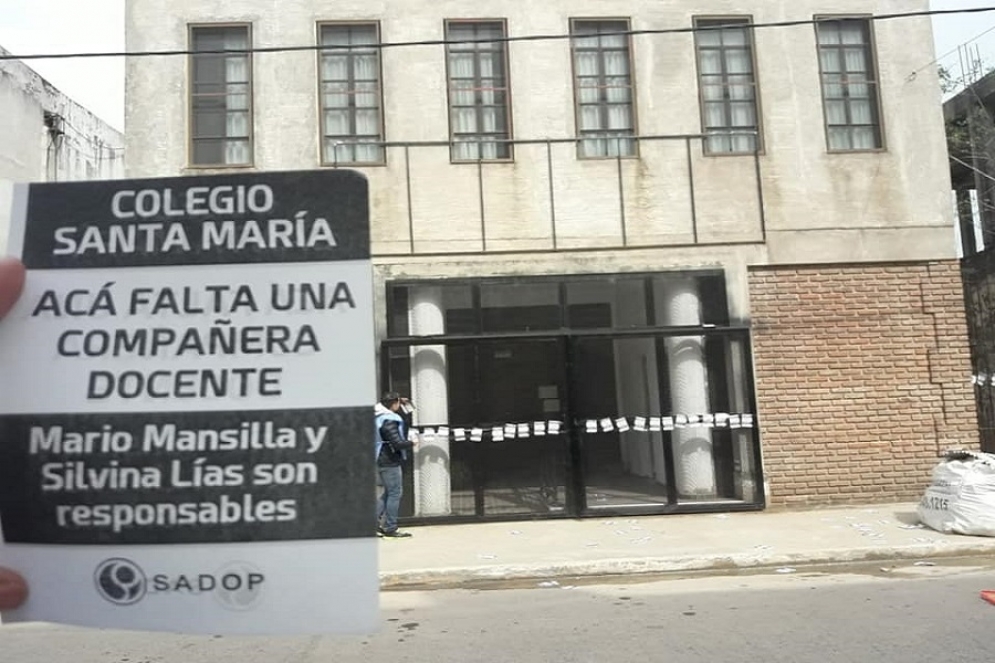 COLEGIO
SANTA MARÍA
ACÁ FALTA UNA
COMPAÑERA
DOCENTE
Mario Mansilla y
Silvina Lías son
responsables
SADOP